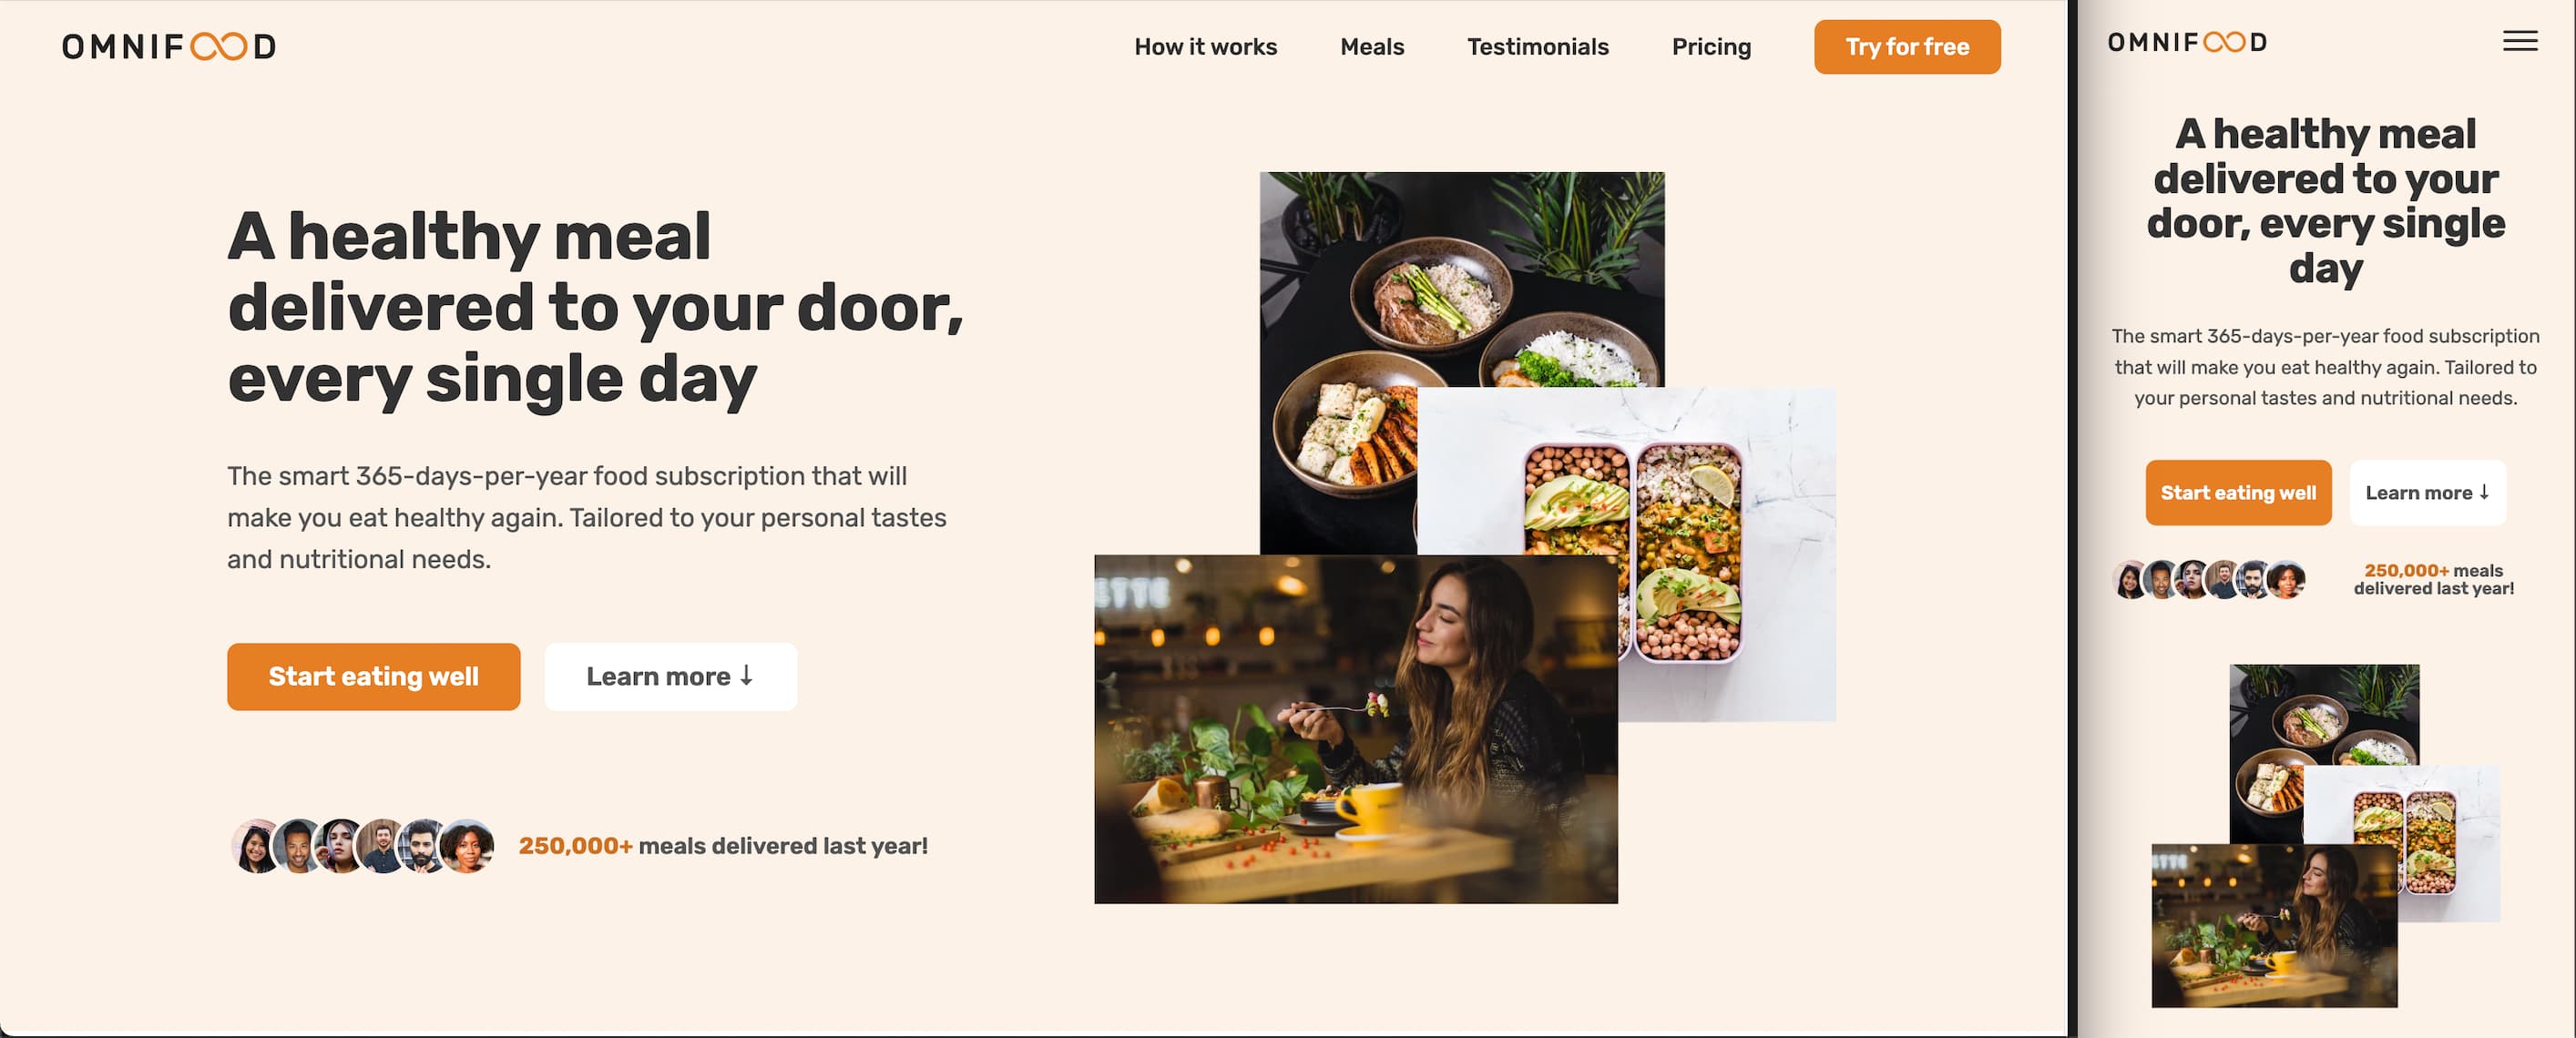 OMNIFOOD
How it works
Meals
Testimonials
Pricing
Try for free
A healthy meal
delivered to your door,
every single day
The smart 365-days-per-year food subscription that will
make you eat healthy again. Tailored to your personal tastes
and nutritional needs.
Start eating well
Learn more ↓
250,000+ meals delivered last year!
ETTE
OMNIFOOD
A healthy meal
delivered to your
door, every single
day
The smart 365-days-per-year food subscription
that will make you eat healthy again. Tailored to
your personal tastes and nutritional needs.
Start eating well
Learn more ↓
250,000+ meals
delivered last year!